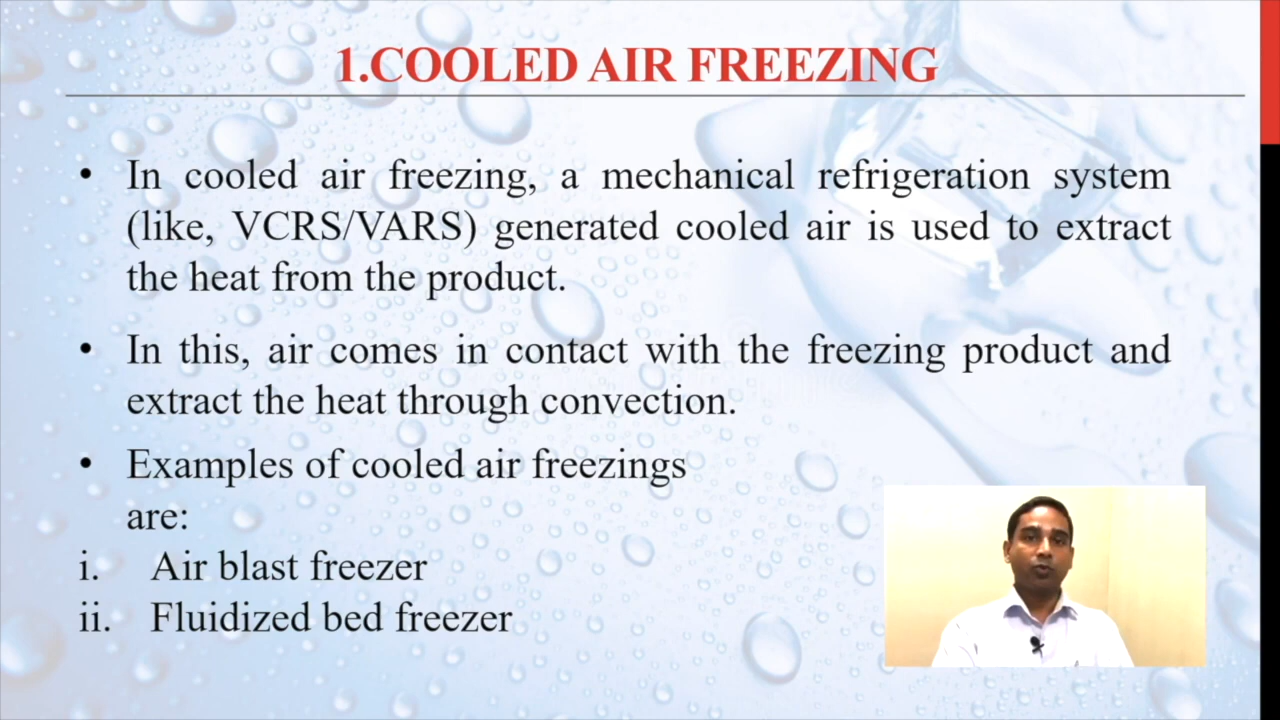 1.COOLED AIR FREEZING
• In cooled air freezing, a mechanical refrigeration system
(like, VCRS/VARS) generated cooled air is used to extract
the heat from the product.
• In this, air comes in contact with the freezing product and
extract the heat through convection.
• Examples of cooled air freezings
are:
i. Air blast freezer
ii. Fluidized bed freezer